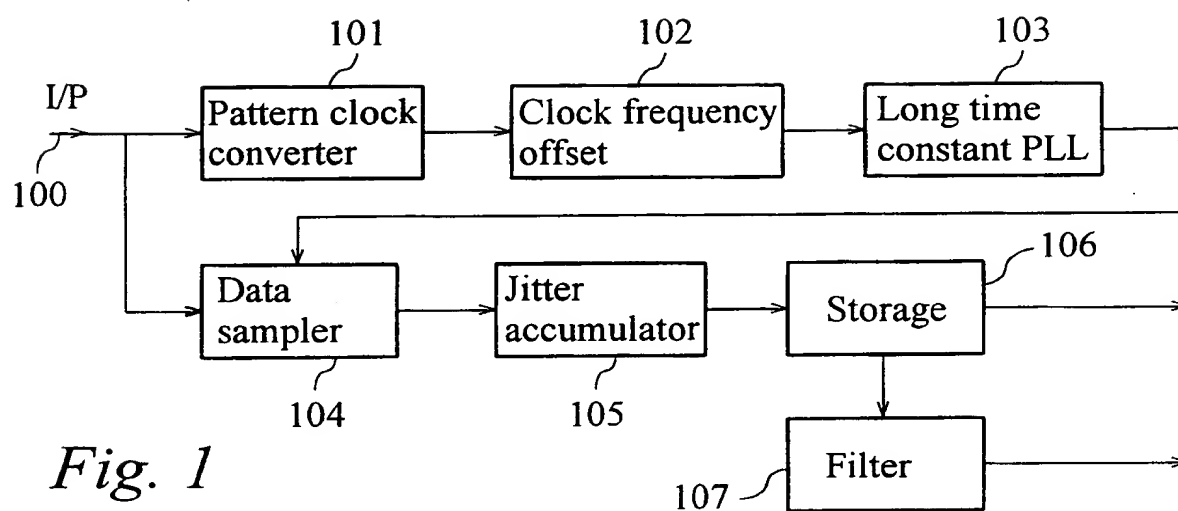 101
102
103
I/P
100
Pattern clock
converter
Clock frequency
offset
Long time
constant PLL
106
Data
sampler
Jitter
accumulator
Storage
104
105
Filter
107
Fig. 1